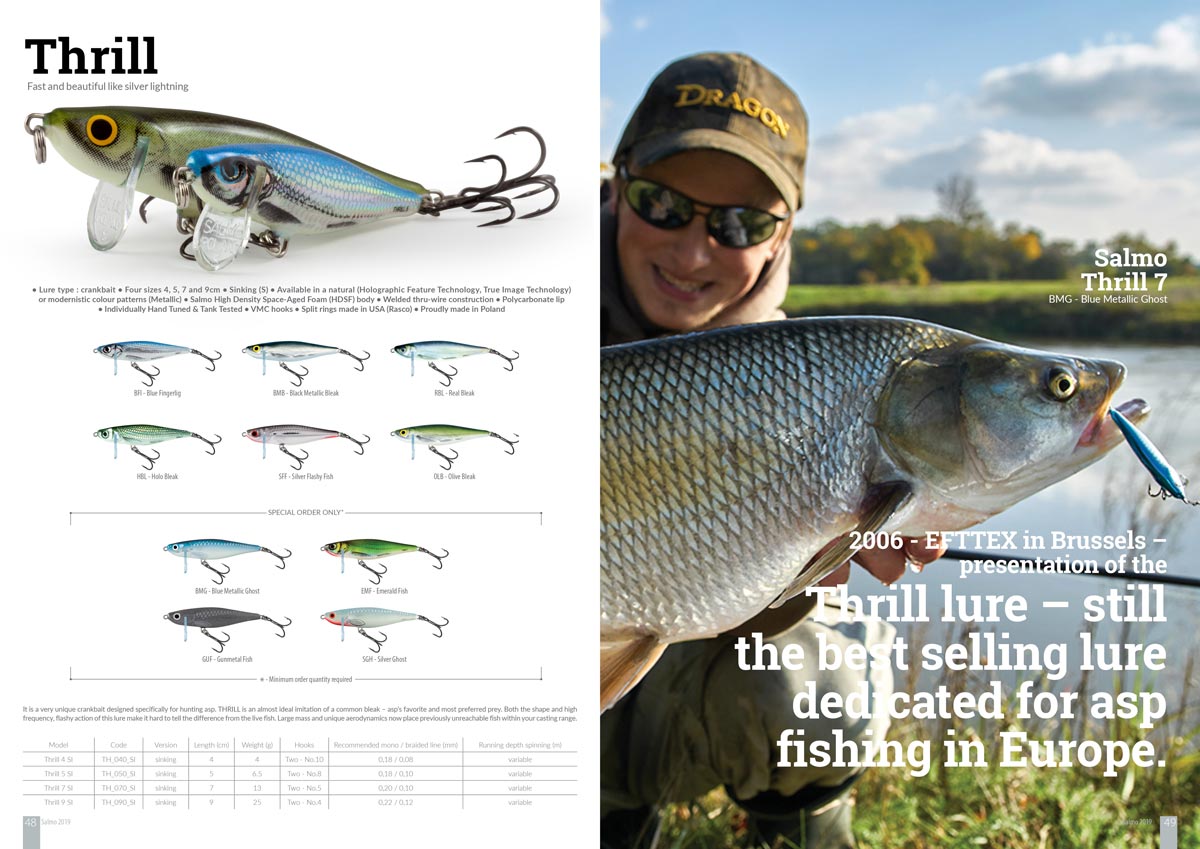 Thrill
Fast and beautiful like silver lightning
● Lure type : crankbait ● Four sizes 4, 5, 7 and 9cm ● Sinking (S) ● Available in a natural (Holographic Feature Technology, True Image Technology)
or modernistic colour patterns (Metallic) ● Salmo High Density Space-Aged Foam (HDSF) body ● Welded thru-wire construction ● Polycarbonate lip
● Individually Hand Tuned & Tank Tested ● VMC hooks ● Split rings made in USA (Rasco) ● Proudly made in Poland
BFI - Blue Fingerlig
BMB - Black Metallic Bleak
RBL - Real Bleak
HBL - Holo Bleak
SFF - Silver Flashy Fish
OLB - Olive Bleak
SPECIAL ORDER ONLY*
BMG - Blue Metallic Ghost
EMF - Emerald Fish
GUF - Gunmetal Fish
SGH - Silver Ghost
* - Minimum order quantity required
It is a very unique crankbait designed specifically for hunting asp. THRILL is an almost ideal imitation of a common bleak – asp's favorite and most preferred prey. Both the shape and high
frequency, flashy action of this lure make it hard to tell the difference from the live fish. Large mass and unique aerodynamics now place previously unreachable fish within your casting range.
Model Code Version Length (cm) Weight (g) Hooks Recommended mono / braided line (mm) Running depth spinning (m)
Thrill 4 SI TH_040_SI sinking 4 4 Two - No.10 0,18 / 0.08 variable
Thrill 5 SI TH_050_SI sinking 5 6.5 Two - No.8 0,18 / 0,10 variable
Thrill 7 SI TH_070_SI sinking 7 13 Two - No.5 0,20 / 0,10 variable
Thrill 9 SI TH_090_SI sinking 9 25 Two - No.4 0,22 / 0,12 variable
48 Salmo 2019
DRAGON
Salmo
Thrill 7
BMG - Blue Metallic Ghost
2006 - EFTTEX in Brussels –
presentation of the
Thrill lure – still
the best selling lure
dedicated for asp
fishing in Europe.
Salmo 2019 49